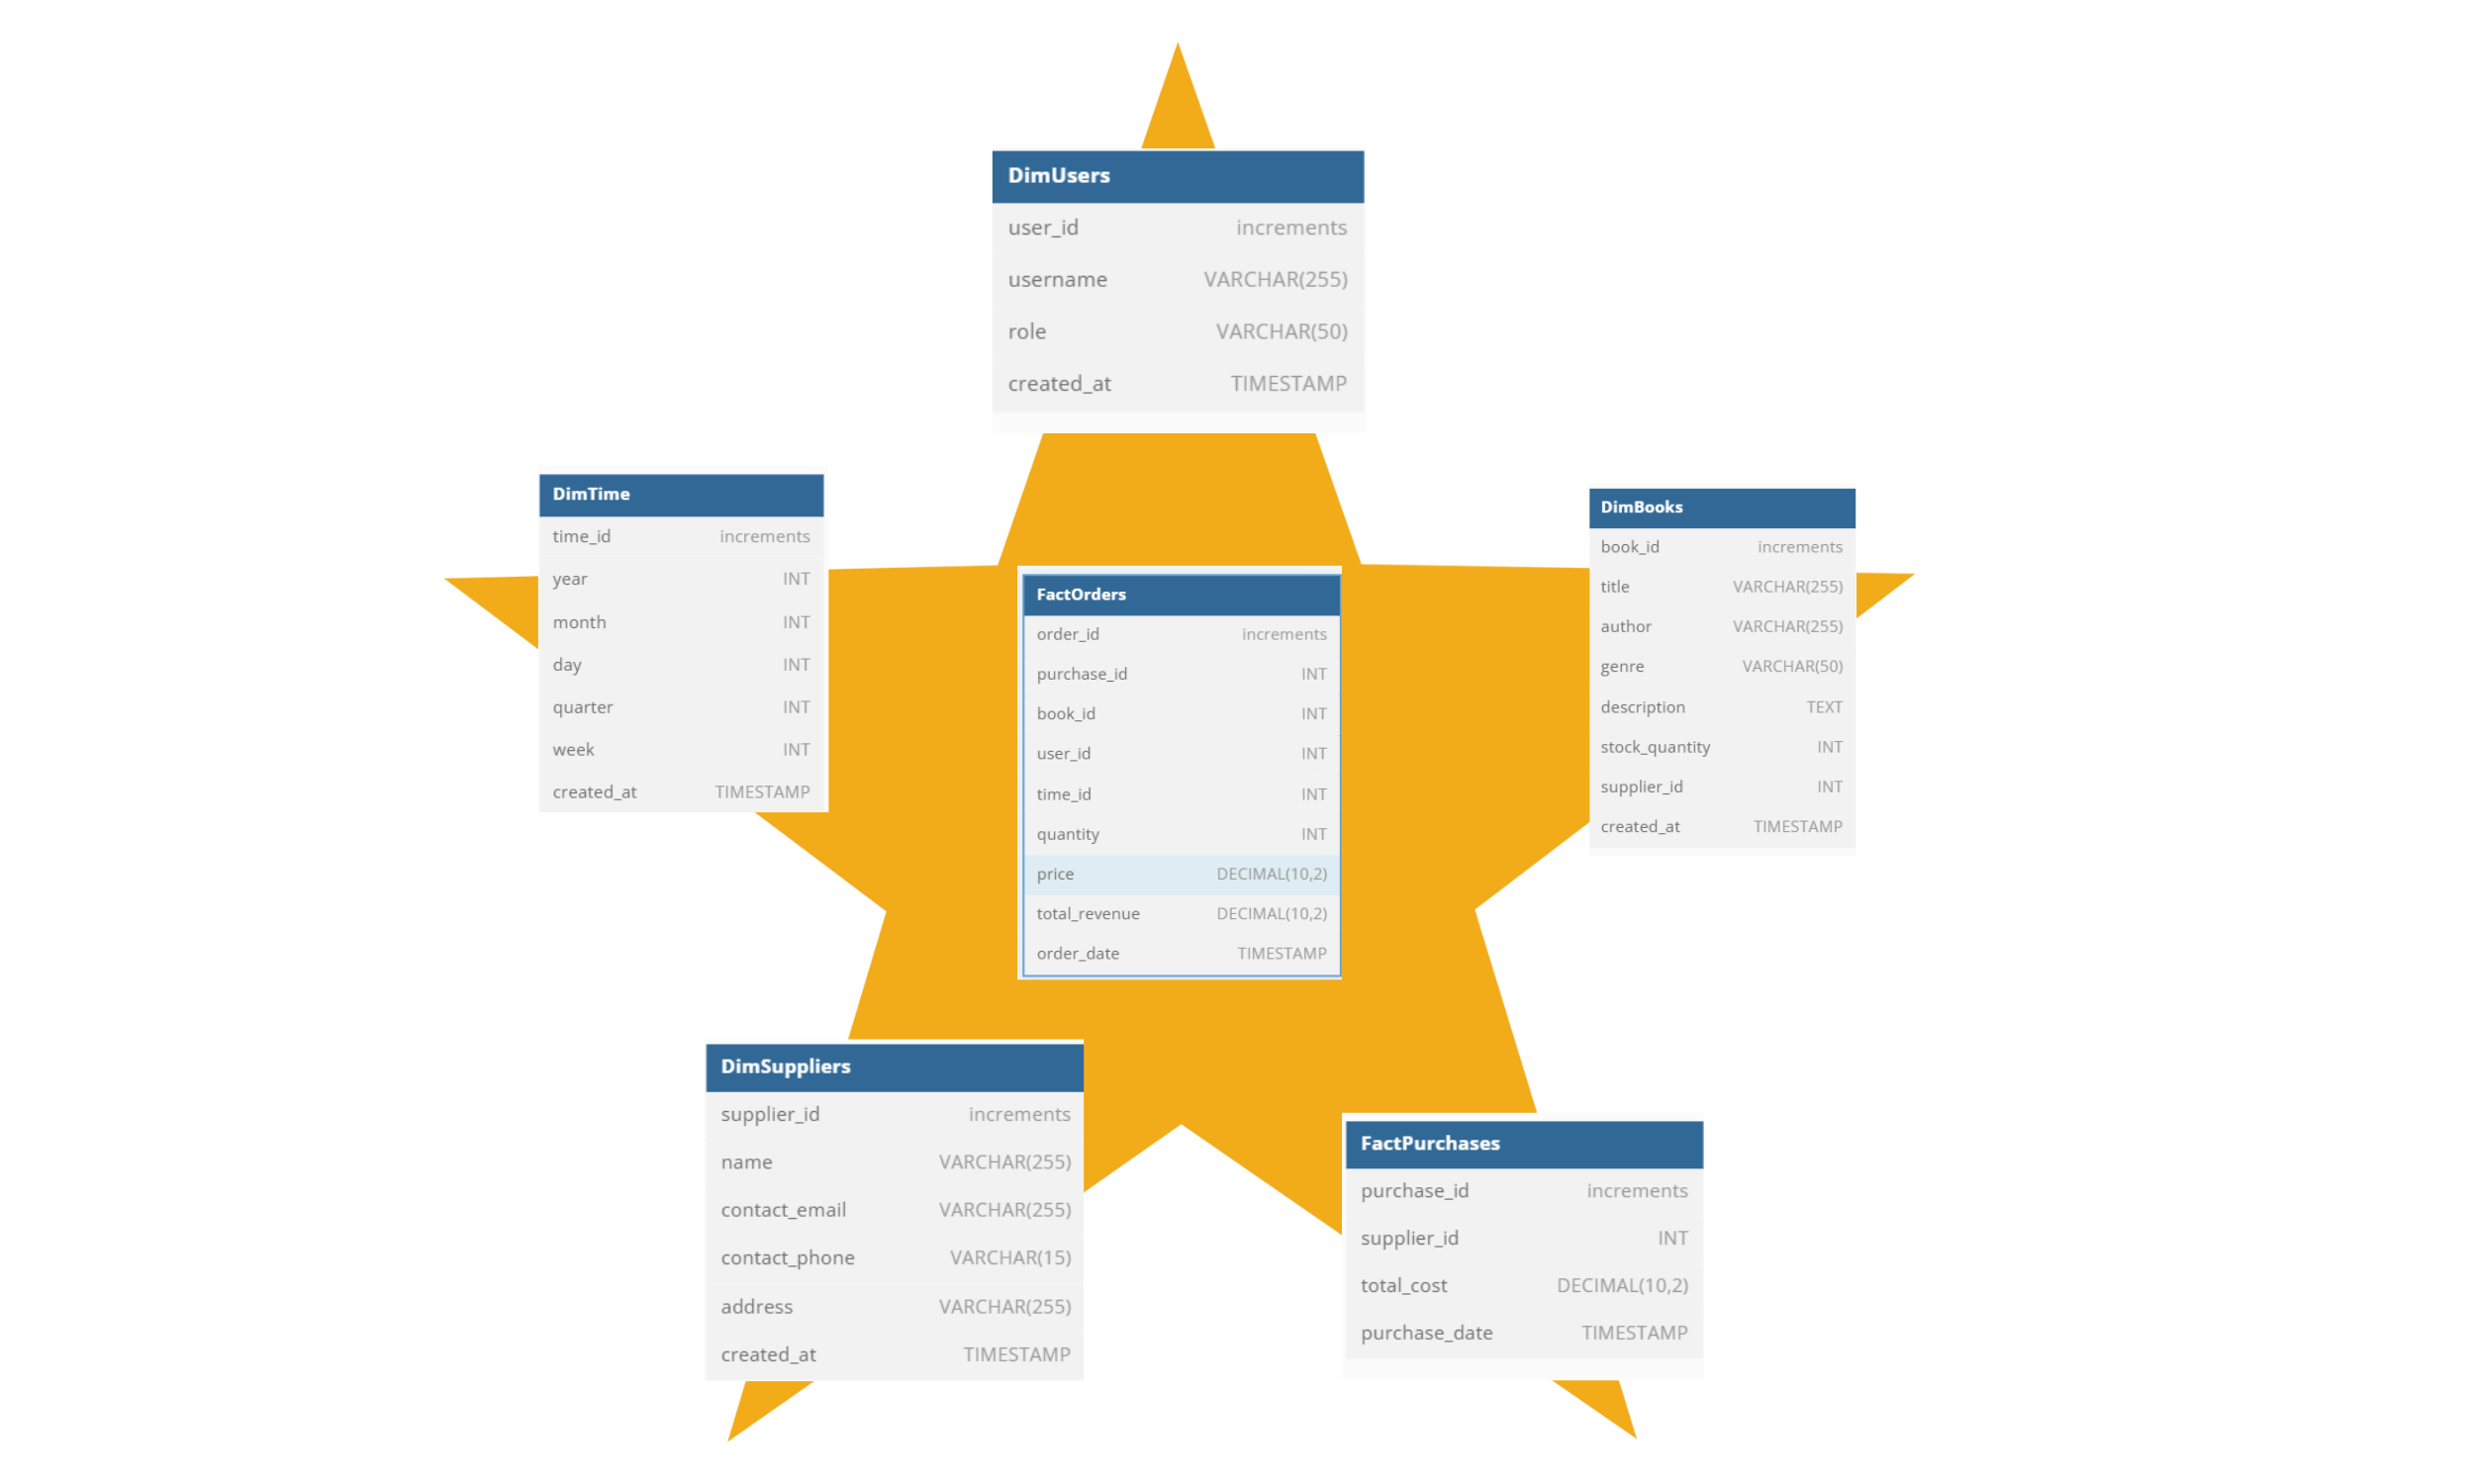 DimUsers
user_id increments
username VARCHAR(255)
role VARCHAR(50)
created_at TIMESTAMP
DimTime
time_id increments
year INT
month INT
day INT
quarter INT
week INT
created_at TIMESTAMP
FactOrders
order_id increments
purchase_id INT
book_id INT
user_id INT
time_id INT
quantity INT
price DECIMAL(10,2)
total_revenue DECIMAL(10,2)
order_date TIMESTAMP
DimBooks
book_id increments
title VARCHAR(255)
author VARCHAR(255)
genre VARCHAR(50)
description TEXT
stock_quantity INT
supplier_id INT
created_at TIMESTAMP
DimSuppliers
supplier_id increments
name VARCHAR(255)
contact_email VARCHAR(255)
contact_phone VARCHAR(15)
address VARCHAR(255)
created_at TIMESTAMP
FactPurchases
purchase_id increments
supplier_id INT
total_cost DECIMAL(10,2)
purchase_date TIMESTAMP